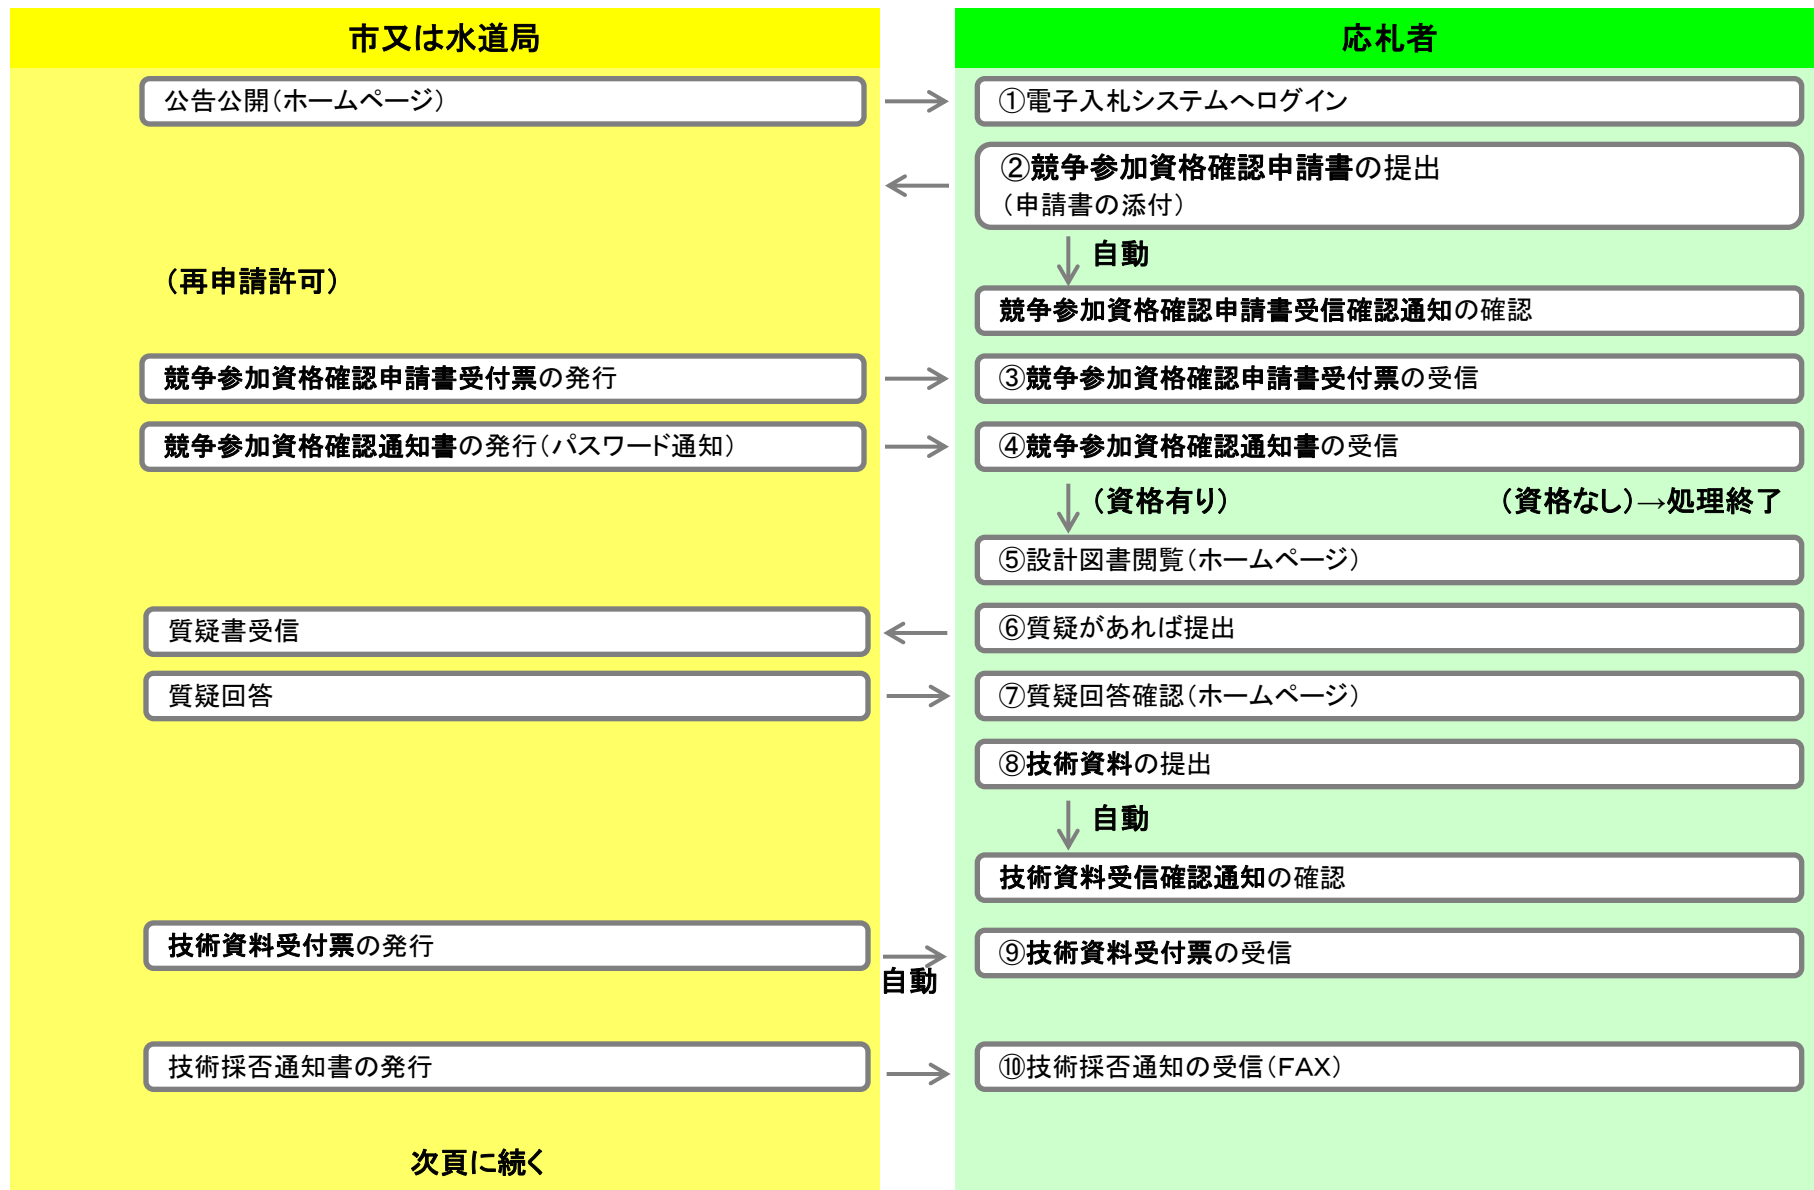 市又は水道局
応札者
公告公開（ホームページ）
①電子入札システムへログイン
②競争参加資格確認申請書の提出
（申請書の添付）
自動
（再申請許可）
競争参加資格確認申請書受信確認通知の確認
競争参加資格確認申請書受付票の発行
③競争参加資格確認申請書受付票の受信
競争参加資格確認通知書の発行（パスワード通知）
④競争参加資格確認通知書の受信
（資格有り）
（資格なし）→処理終了
⑤設計図書閲覧（ホームページ）
質疑書受信
⑥質疑があれば提出
質疑回答
⑦質疑回答確認（ホームページ）
⑧技術資料の提出
自動
技術資料受信確認通知の確認
技術資料受付票の発行
⑨技術資料受付票の受信
自動
技術採否通知書の発行
⑩技術採否通知の受信（FAX）
次頁に続く